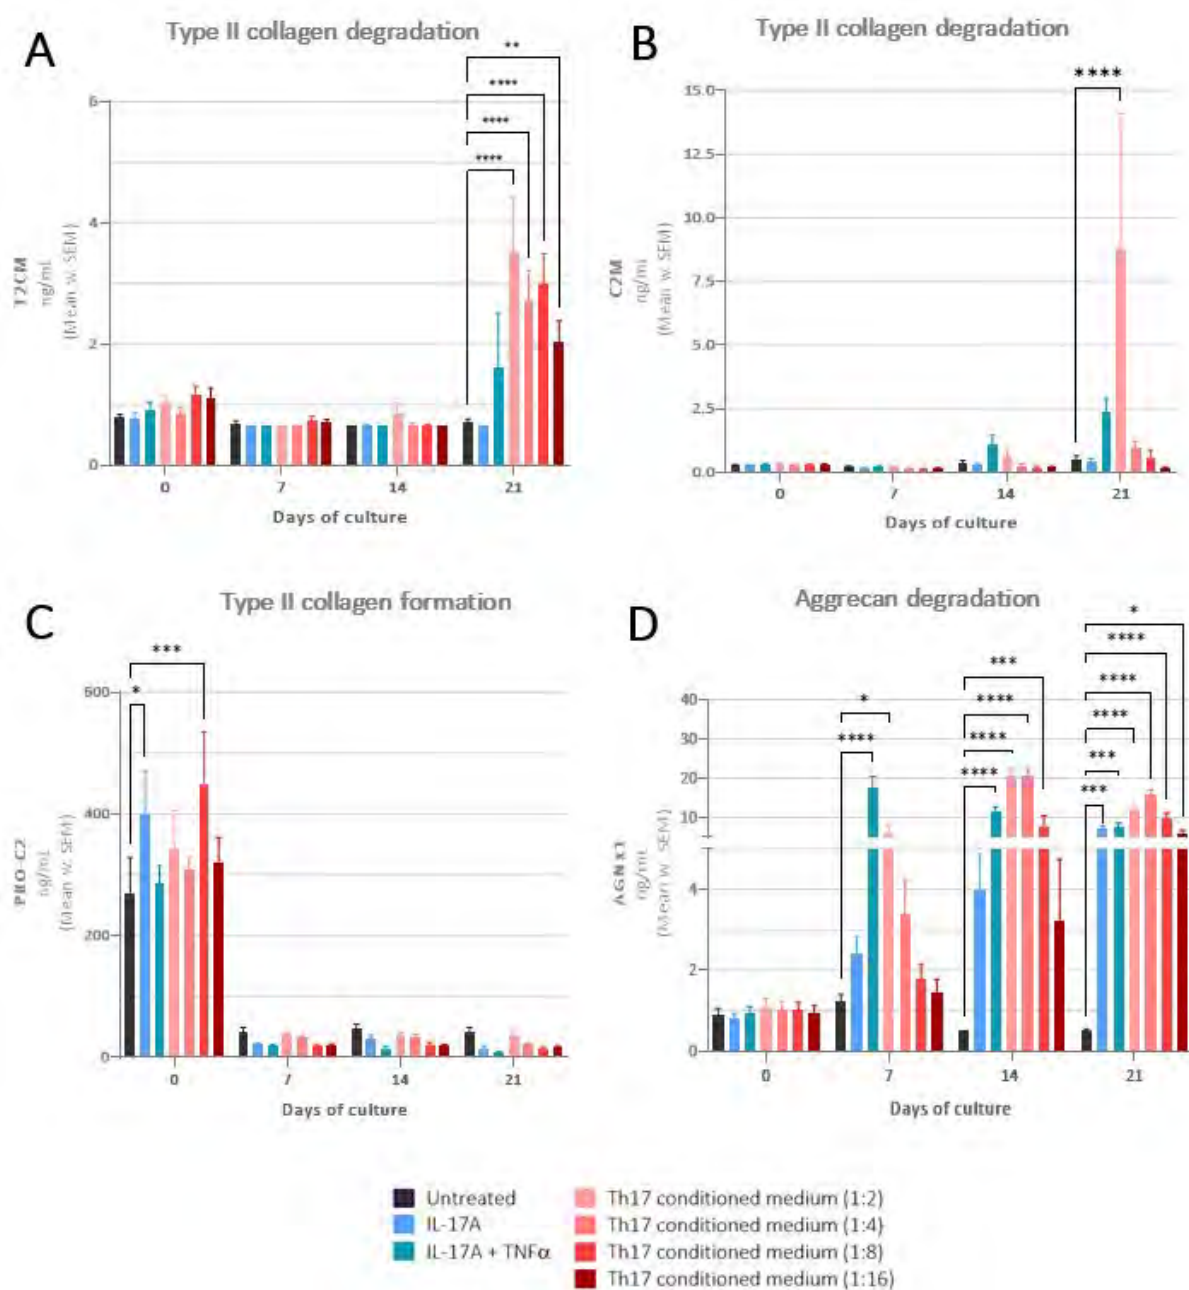 A
Type II collagen degradation
**
****
****
****
6
4
2
0
T2CM
ng/mL
(Mean w. SEM)
0 7 14 21
Days of culture
B
Type II collagen degradation
****
15.0
12.5
10.0
7.5
5.0
2.5
0.0
C2M
ng/mL
(Mean w. SEM)
0 7 14 21
Days of culture
C
Type II collagen formation
***
*
600
400
200
0
PRO-C2
ng/mL
(Mean w. SEM)
0 7 14 21
Days of culture
D
Aggrecan degradation
*
****
***
****
****
*
****
****
***
****
****
***
40
30
20
10
4
2
0
AGNx1
ng/mL
(Mean w. SEM)
0 7 14 21
Days of culture
Untreated
IL-17A
IL-17A + TNFα
Th17 conditioned medium (1:2)
Th17 conditioned medium (1:4)
Th17 conditioned medium (1:8)
Th17 conditioned medium (1:16)